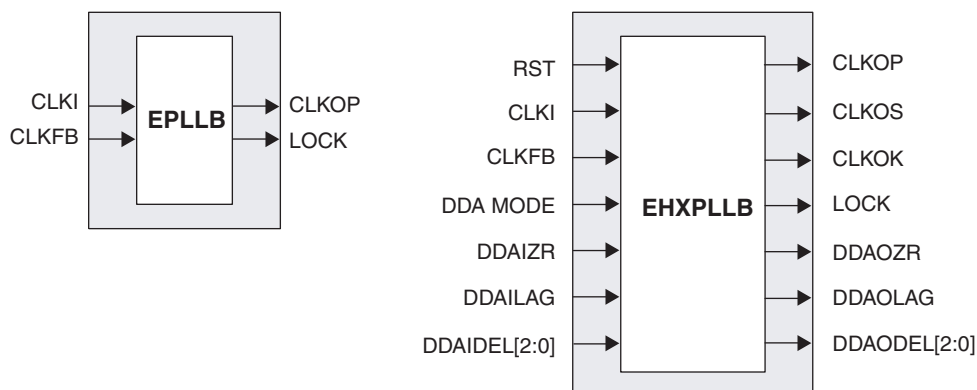 CLKI
CLKFB
EPLLB
CLKOP
LOCK
RST
CLKI
CLKFB
DDA MODE
DDAIZR
DDAILAG
DDAIDEL[2:0]
EHXPLLB
CLKOP
CLKOS
CLKOK
LOCK
DDAOZR
DDAOLAG
DDAODEL[2:0]